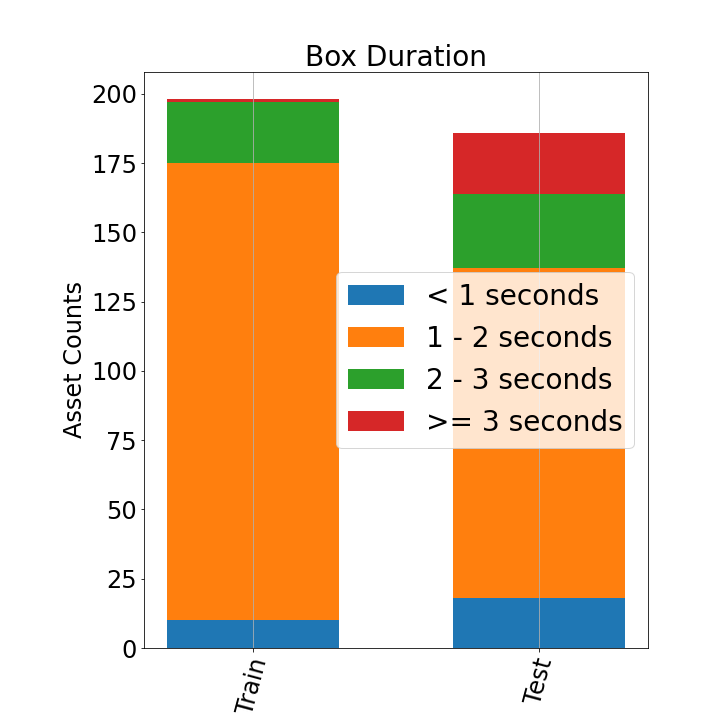 Box Duration
Asset Counts
200
175
150
125
100
75
50
25
0
< 1 seconds
1 - 2 seconds
2 - 3 seconds
>= 3 seconds
Train
Test